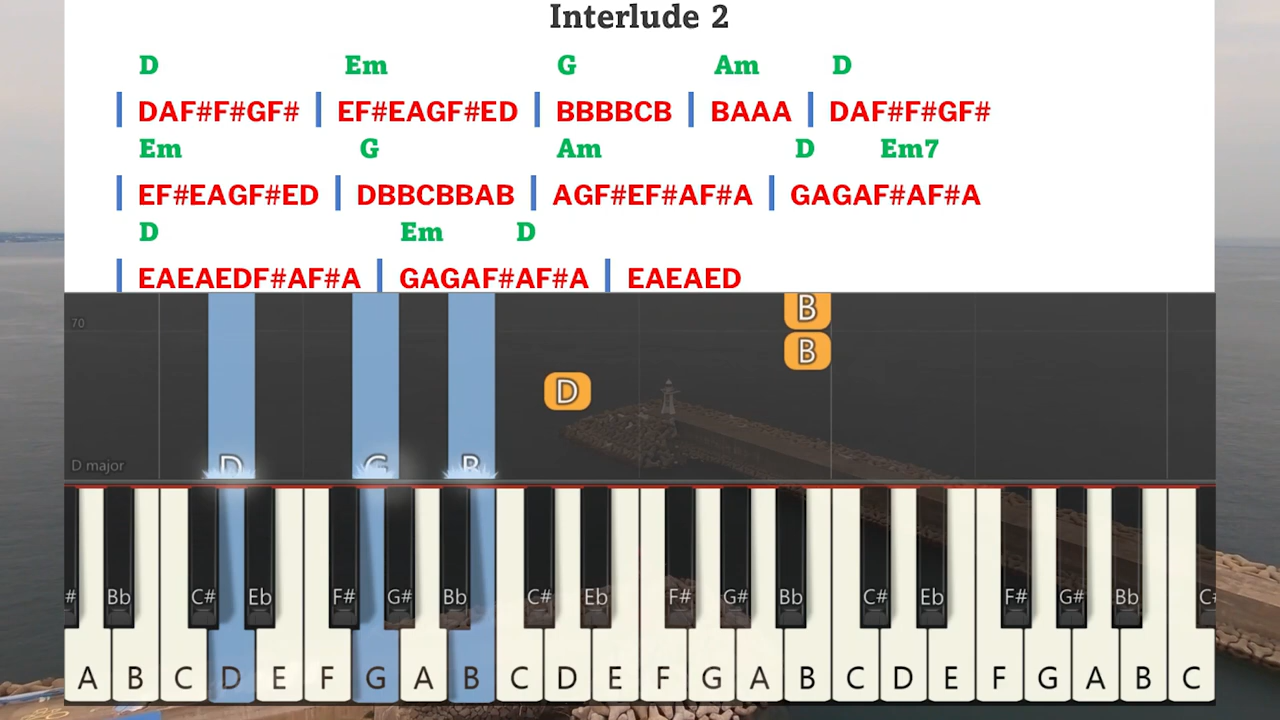 Interlude 2
D Em G Am D
| DAF#F#GF# | EF#EAGF#ED | BBBBCB | BAAA | DAF#F#GF#
Em G Am D Em7
| EF#EAGF#ED | DBBCBBAB | AGF#EF#AF#A | GAGAF#AF#A
D Em D
| EAEAEDF#AF#A | GAGAF#AF#A | EAEAED
B
70
B
D
D major D G B
# Bb C# Eb F# G# Bb C# Eb F# G# Bb C# Eb F# G# Bb C#
A B C D E F G A B C D E F G A B C D E F G A B C